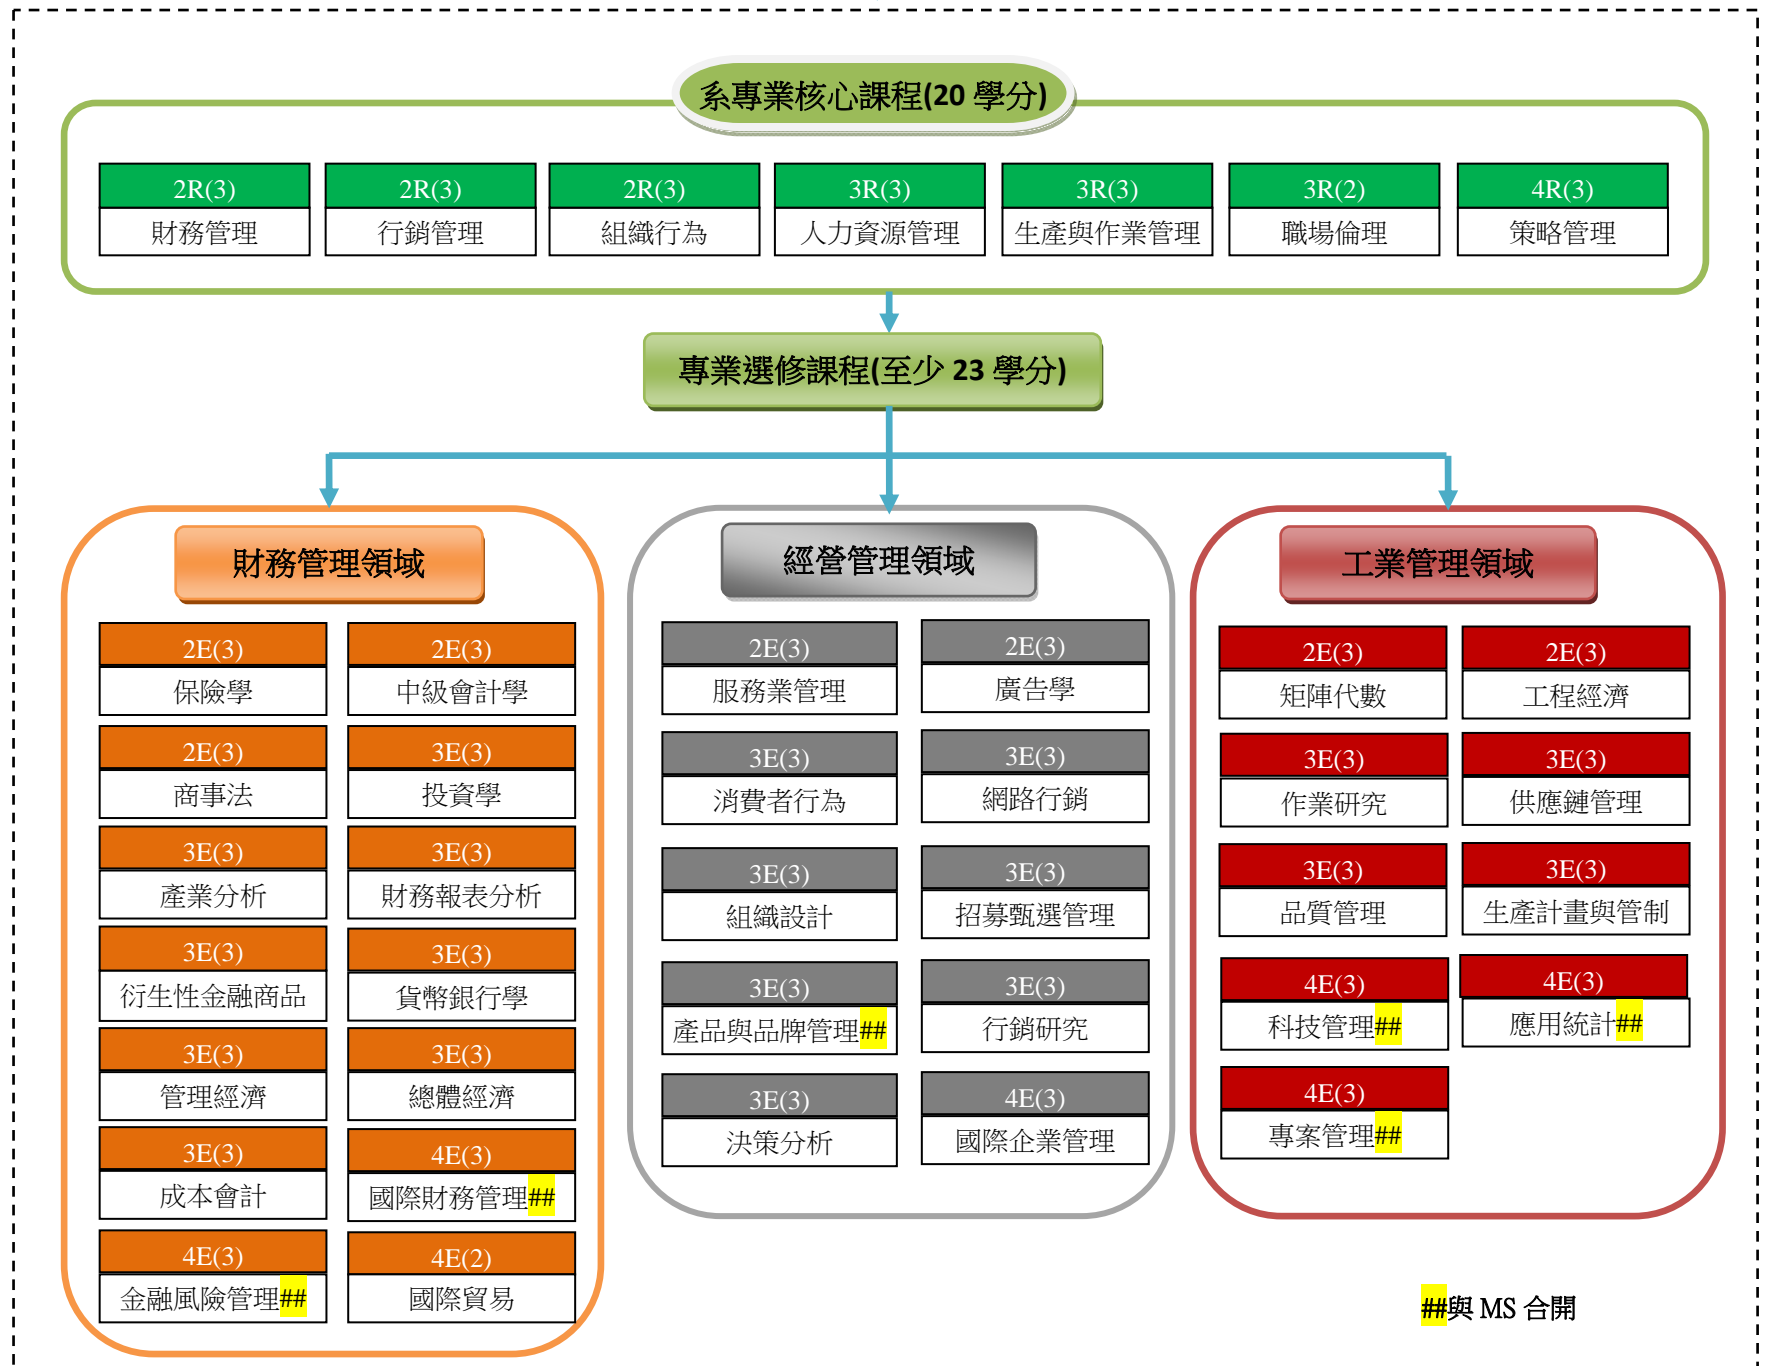 系專業核心課程(20 學分)
2R(3) 2R(3) 2R(3) 3R(3) 3R(3) 3R(2) 4R(3)
財務管理 行銷管理 組織行為 人力資源管理 生產與作業管理 職場倫理 策略管理
專業選修課程(至少 23 學分)
財務管理領域
2E(3) 2E(3)
保險學 中級會計學
2E(3) 3E(3)
商事法 投資學
3E(3) 3E(3)
產業分析 財務報表分析
3E(3) 3E(3)
衍生性金融商品 貨幣銀行學
3E(3) 3E(3)
管理經濟 總體經濟
3E(3) 4E(3)
成本會計 國際財務管理##
4E(3) 4E(2)
金融風險管理## 國際貿易
經營管理領域
2E(3) 2E(3)
服務業管理 廣告學
3E(3) 3E(3)
消費者行為 網路行銷
3E(3) 3E(3)
組織設計 招募甄選管理
3E(3) 3E(3)
產品與品牌管理## 行銷研究
3E(3) 4E(3)
決策分析 國際企業管理
工業管理領域
2E(3) 2E(3)
矩陣代數 工程經濟
3E(3) 3E(3)
作業研究 供應鏈管理
3E(3) 3E(3)
品質管理 生產計畫與管制
4E(3) 4E(3)
科技管理## 應用統計##
4E(3)
專案管理##
##與 MS 合開